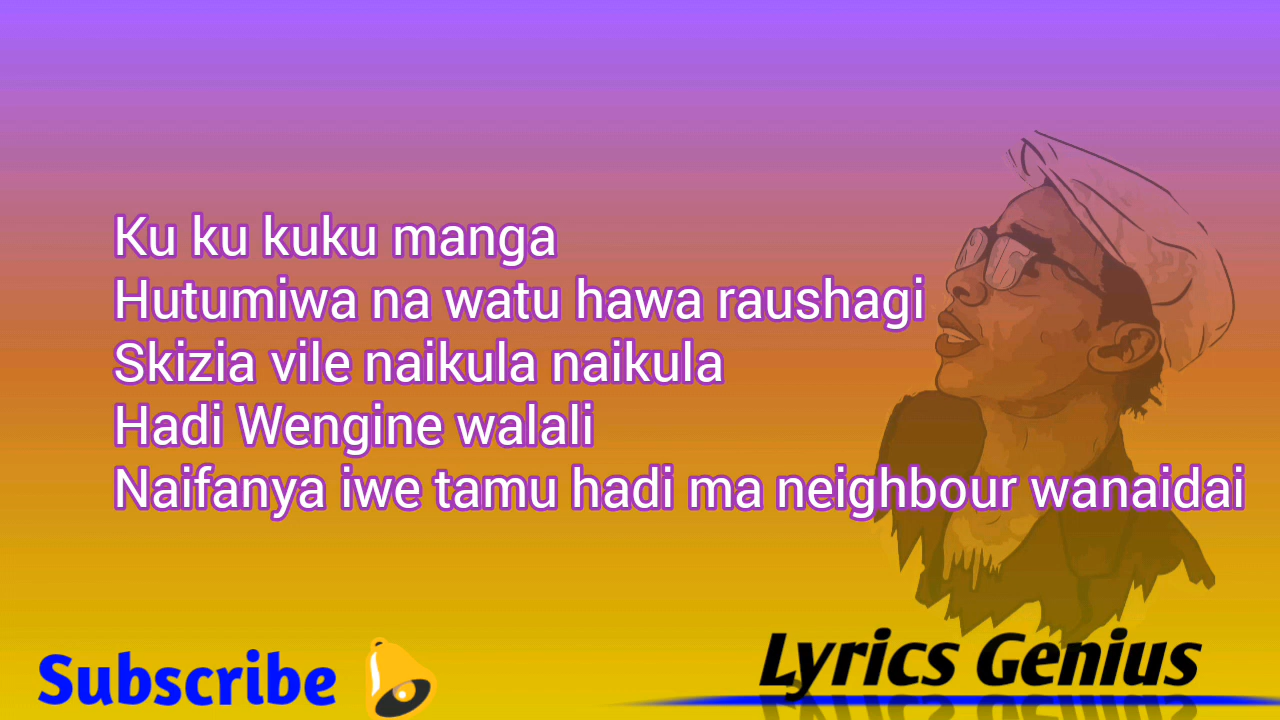 Ku ku kuku manga
Hutumiwa na watu hawa raushagi
Skizia vile naikula naikula
Hadi Wengine walali
Naifanya iwe tamu hadi ma neighbour wanaidai
Subscribe
Lyrics Genius